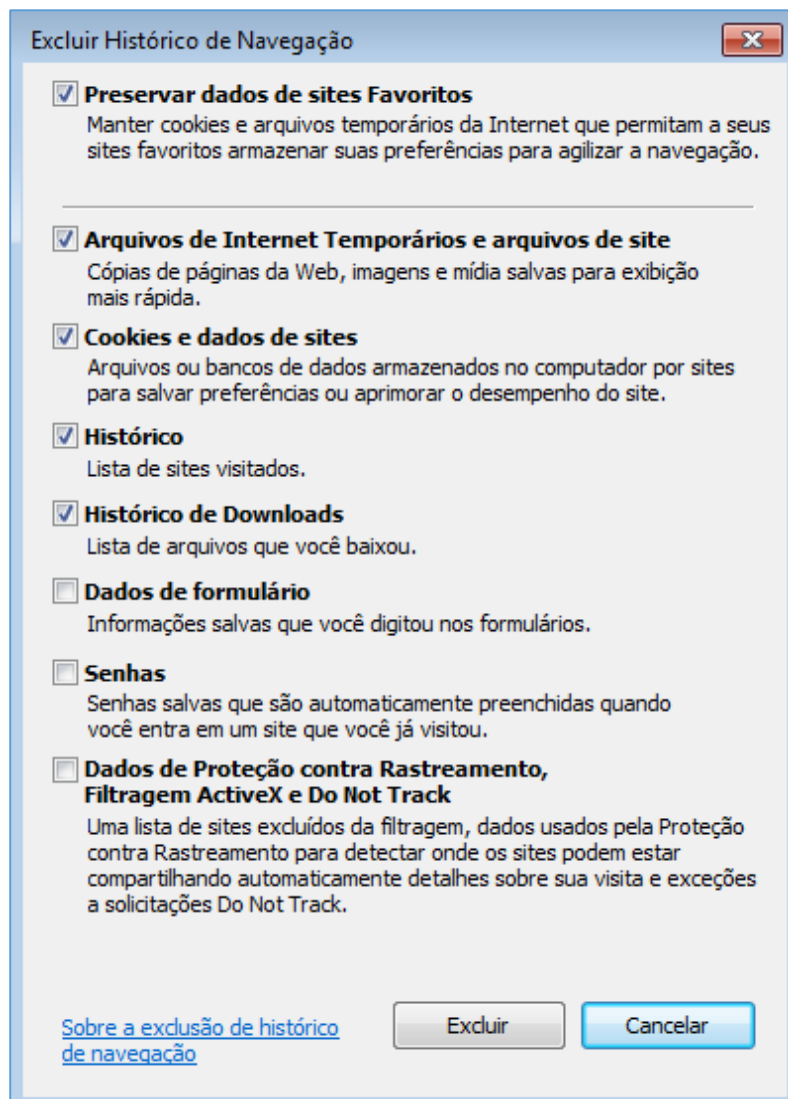 Excluir Histórico de Navegação
Preservar dados de sites Favoritos
Manter cookies e arquivos temporários da Internet que permitam a seus
sites favoritos armazenar suas preferências para agilizar a navegação.
Arquivos de Internet Temporários e arquivos de site
Cópias de páginas da Web, imagens e mídia salvas para exibição
mais rápida.
Cookies e dados de sites
Arquivos ou bancos de dados armazenados no computador por sites
para salvar preferências ou aprimorar o desempenho do site.
Histórico
Lista de sites visitados.
Histórico de Downloads
Lista de arquivos que você baixou.
Dados de formulário
Informações salvas que você digitou nos formulários.
Senhas
Senhas salvas que são automaticamente preenchidas quando
você entra em um site que você já visitou.
Dados de Proteção contra Rastreamento,
Filtragem ActiveX e Do Not Track
Uma lista de sites excluídos da filtragem, dados usados pela Proteção
contra Rastreamento para detectar onde os sites podem estar
compartilhando automaticamente detalhes sobre sua visita e exceções
a solicitações Do Not Track.
Sobre a exclusão de histórico
de navegação
Excluir
Cancelar